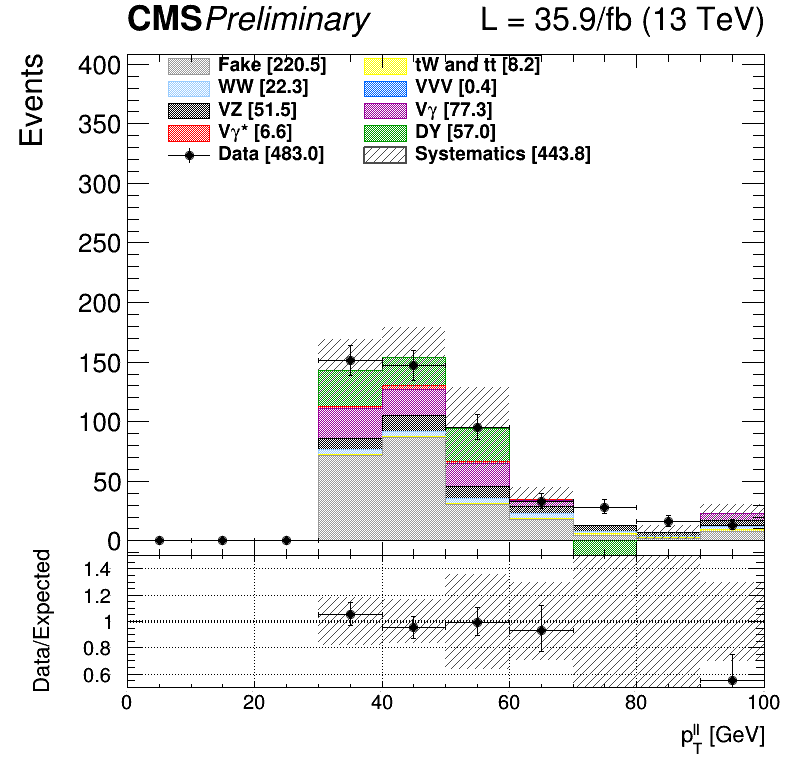 CMS Preliminary L = 35.9/fb (13 TeV)
Events
400
350
300
250
200
150
100
50
0
Fake [220.5] tW and tt [8.2]
WW [22.3] VVV [0.4]
VZ [51.5] Vγ [77.3]
Vγ* [6.6] DY [57.0]
Data [483.0] Systematics [443.8]
Data/Expected
1.4
1.2
1
0.8
0.6
0 20 40 60 80 100
p_T^ll [GeV]